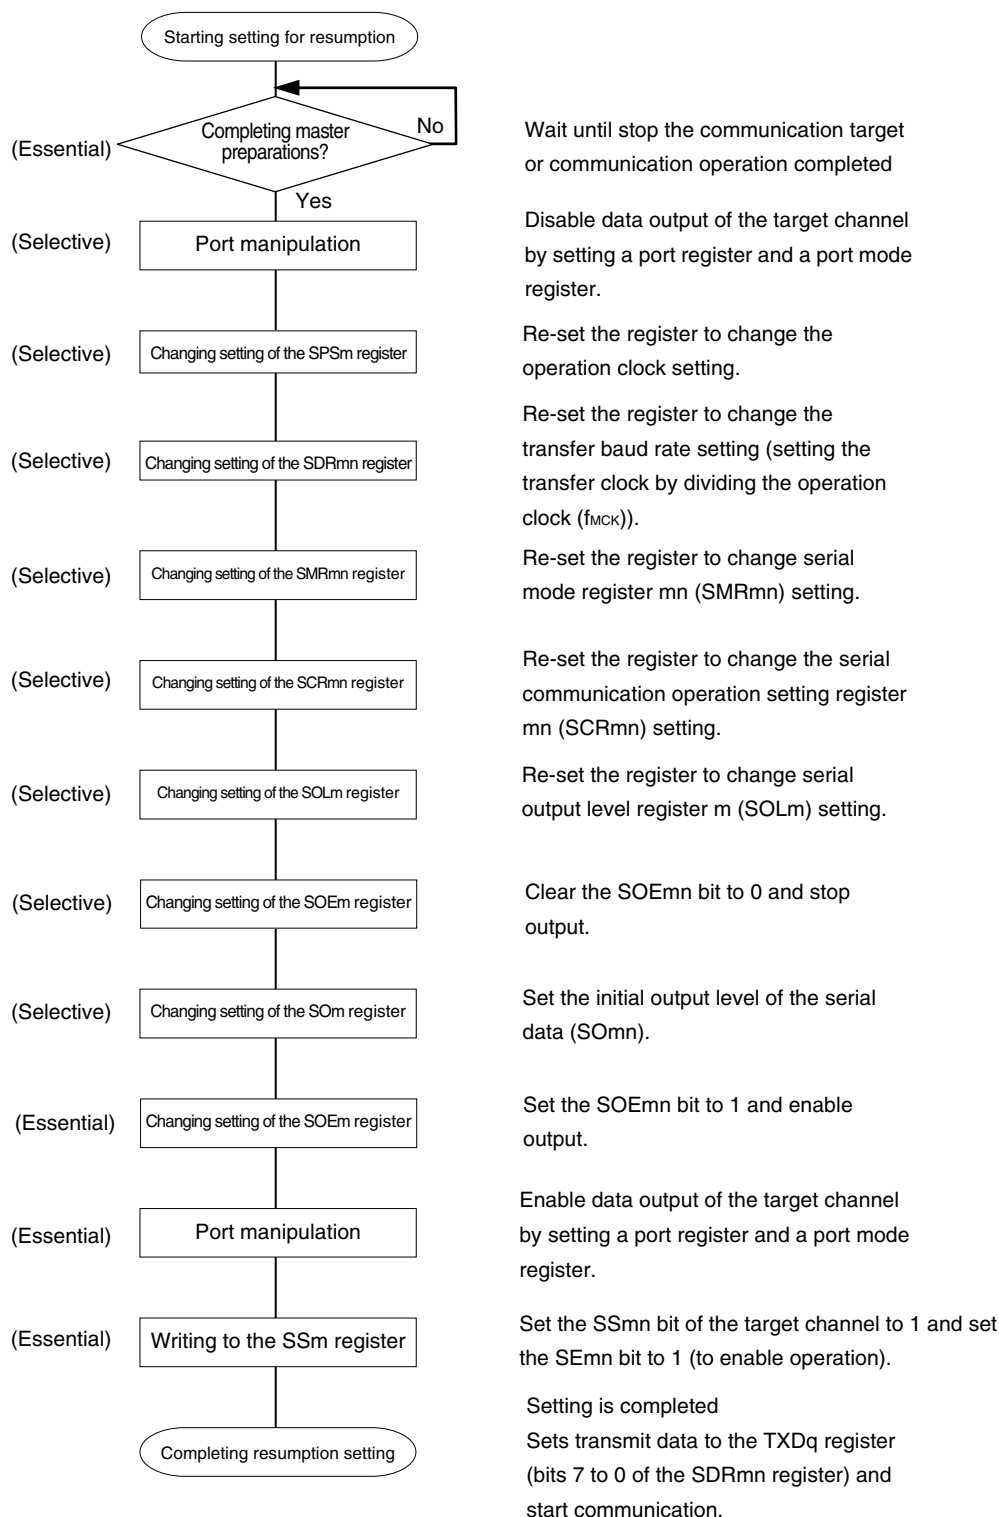 Starting setting for resumption
(Essential)
Completing master
preparations?
No
Yes
Wait until stop the communication target
or communication operation completed
(Selective)
Port manipulation
Disable data output of the target channel
by setting a port register and a port mode
register.
(Selective)
Changing setting of the SPSm register
Re-set the register to change the
operation clock setting.
(Selective)
Changing setting of the SDRmn register
Re-set the register to change the
transfer baud rate setting (setting the
transfer clock by dividing the operation
clock (fMCK)).
(Selective)
Changing setting of the SMRmn register
Re-set the register to change serial
mode register mn (SMRmn) setting.
(Selective)
Changing setting of the SCRmn register
Re-set the register to change the serial
communication operation setting register
mn (SCRmn) setting.
(Selective)
Changing setting of the SOLm register
Re-set the register to change serial
output level register m (SOLm) setting.
(Selective)
Changing setting of the SOEm register
Clear the SOEmn bit to 0 and stop
output.
(Selective)
Changing setting of the SOm register
Set the initial output level of the serial
data (SOmn).
(Essential)
Changing setting of the SOEm register
Set the SOEmn bit to 1 and enable
output.
(Essential)
Port manipulation
Enable data output of the target channel
by setting a port register and a port mode
register.
(Essential)
Writing to the SSm register
Set the SSmn bit of the target channel to 1 and set
the SEmn bit to 1 (to enable operation).
Completing resumption setting
Setting is completed
Sets transmit data to the TXDq register
(bits 7 to 0 of the SDRmn register) and
start communication.